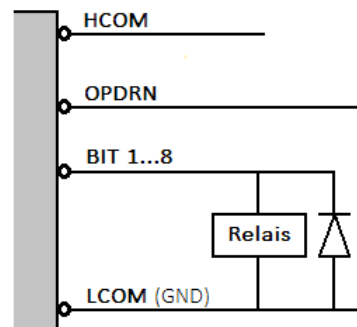 HCOM
OPDRN
BIT 1...8
Relais
LCOM (GND)